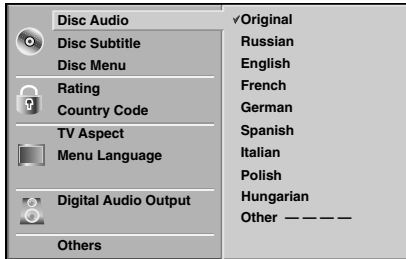 Disc Audio
Disc Subtitle
Disc Menu
Rating
Country Code
TV Aspect
Menu Language
Digital Audio Output
Others
✓Original
Russian
English
French
German
Spanish
Italian
Polish
Hungarian
Other — — — —